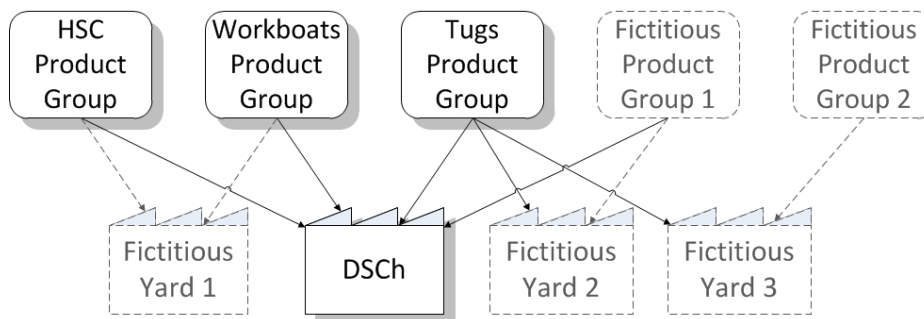 HSC
Product
Group
Workboats
Product
Group
Tugs
Product
Group
Fictitious
Product
Group 1
Fictitious
Product
Group 2
Fictitious
Yard 1
DSCh
Fictitious
Yard 2
Fictitious
Yard 3